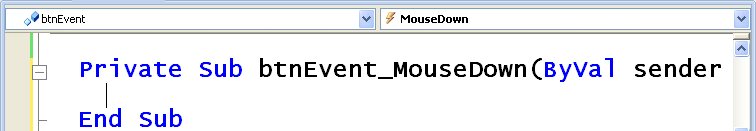 btnEvent MouseDown
Private Sub btnEvent_MouseDown(ByVal sender
End Sub